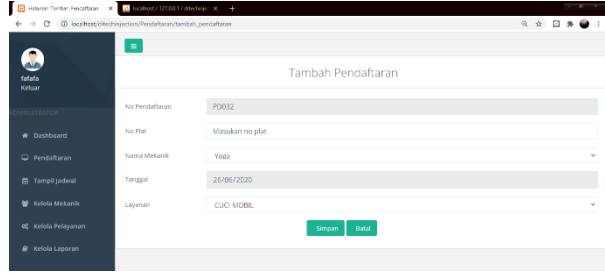 Halaman Tambah Pendaftaran
localhost / 127.0.0.1 / ditechinje
localhost/ditechinjection/Pendaftaran/tambah_pendaftaran
fafafa
Keluar
ADMINISTRATOR
Dashboard
Pendaftaran
Tampil Jadwal
Kelola Mekanik
Kelola Pelayanan
Kelola Laporan
Tambah Pendaftaran
No Pendaftaran PD032
No Plat Masukan no plat
Nama Mekanik Yoga
Tanggal 26/06/2020
Layanan CUCI MOBIL
Simpan Batal